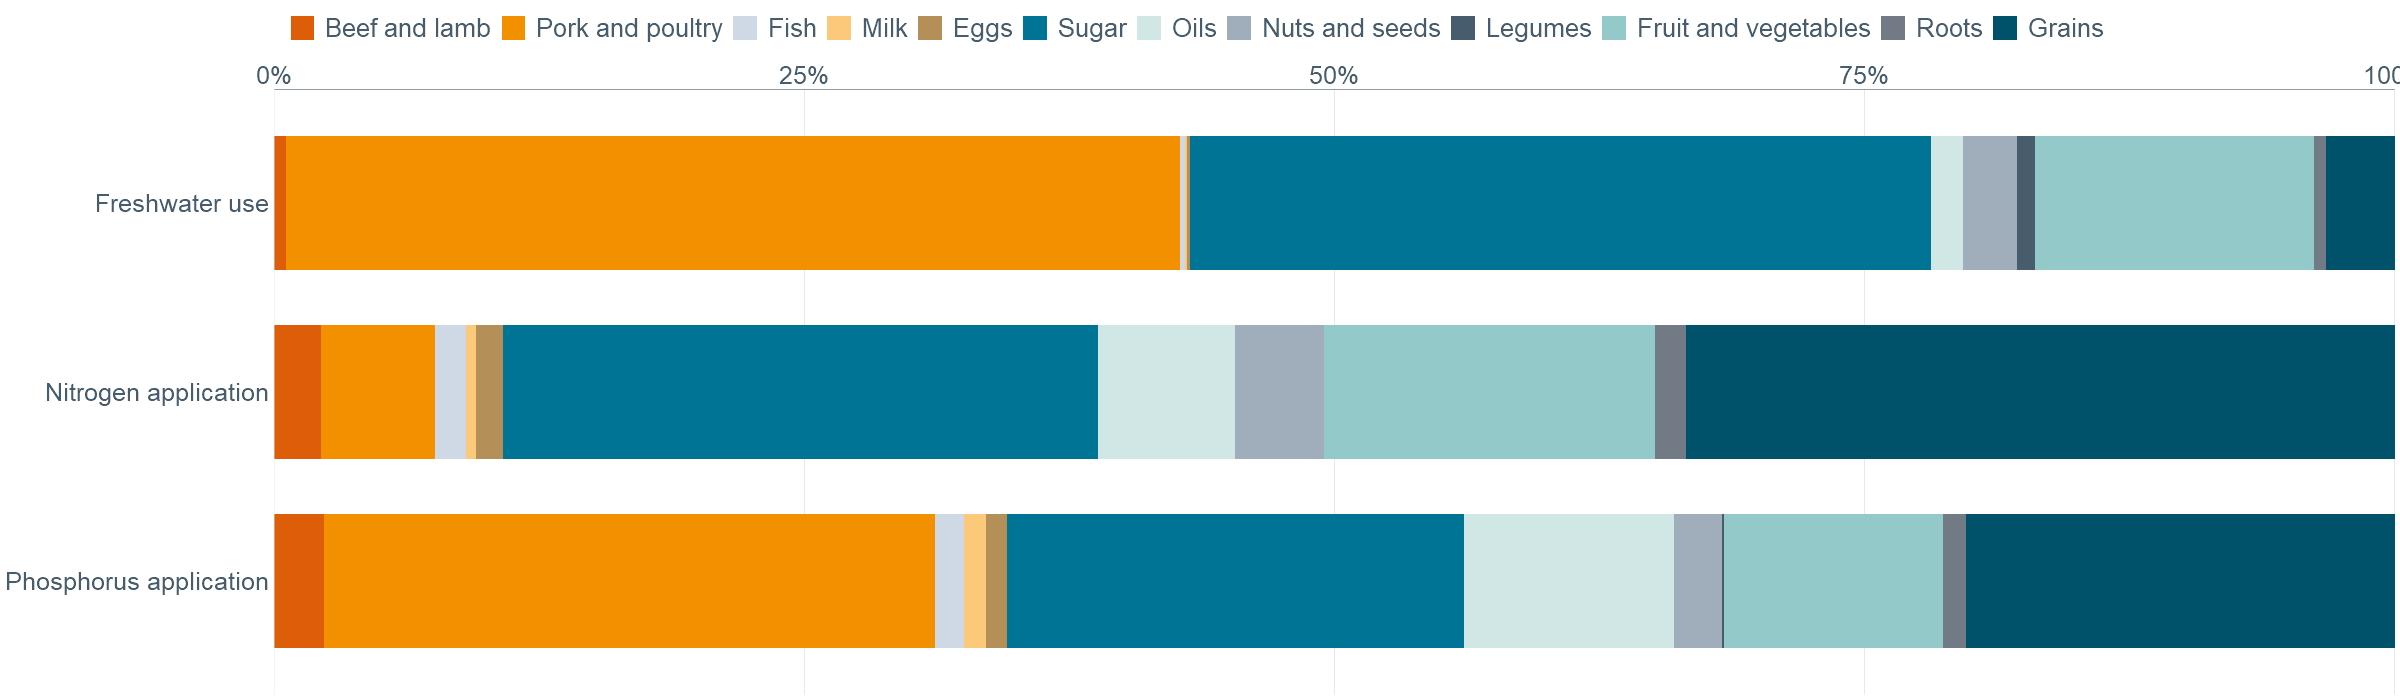 Beef and lamb Pork and poultry Fish Milk Eggs Sugar Oils Nuts and seeds Legumes Fruit and vegetables Roots Grains
0% 25% 50% 75% 100
Freshwater use
Nitrogen application
Phosphorus application